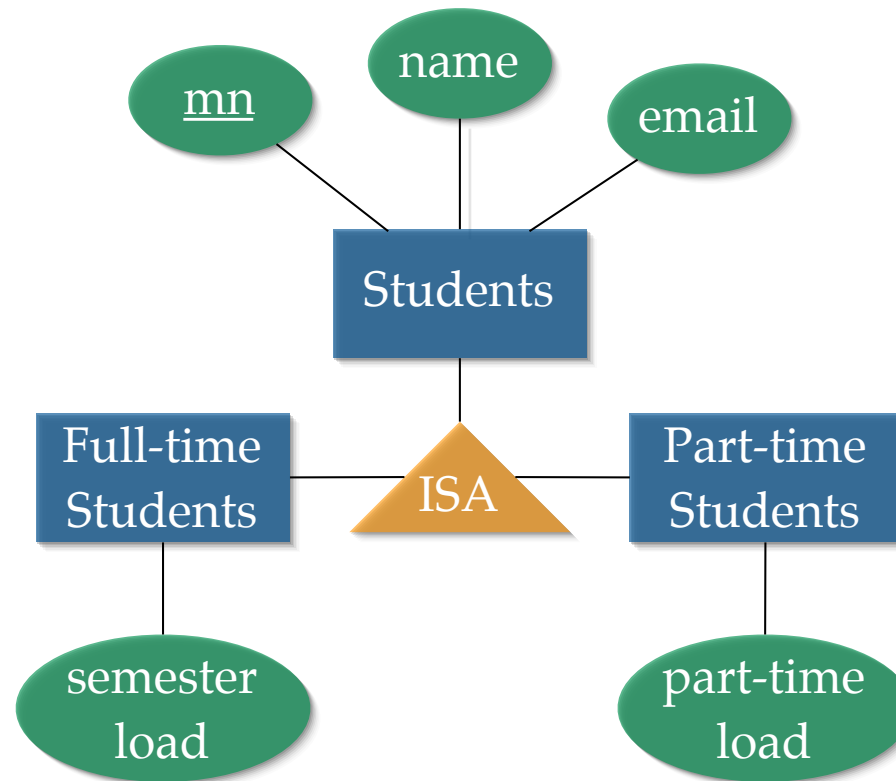 name
mn
email
Students
Full-time
Students
ISA
Part-time
Students
semester
load
part-time
load